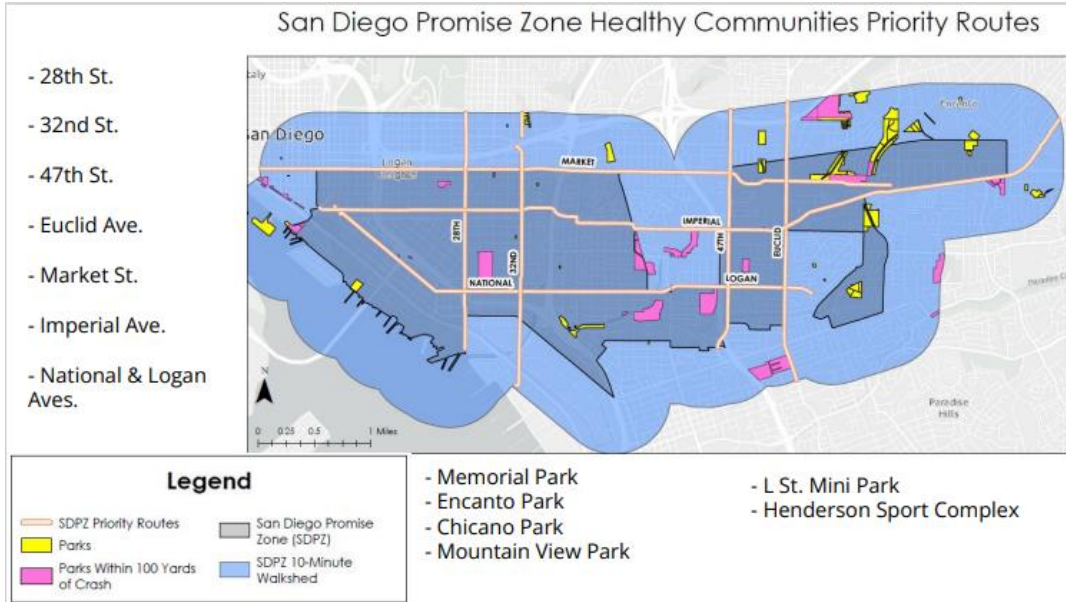 San Diego Promise Zone Healthy Communities Priority Routes
- 28th St.
- 32nd St.
- 47th St.
- Euclid Ave.
- Market St.
- Imperial Ave.
- National & Logan
Aves.
San Diego
Logan
Heights
Encanto
MARKET
28TH
32ND
IMPERIAL
47TH
EUCLID
NATIONAL
LOGAN
Paradise
Hills
N
0 0.25 0.5 1 Miles
Legend
SDPZ Priority Routes
Parks
Parks Within 100 Yards
of Crash
San Diego Promise
Zone (SDPZ)
SDPZ 10-Minute
Walkshed
- Memorial Park
- Encanto Park
- Chicano Park
- Mountain View Park
- L St. Mini Park
- Henderson Sport Complex